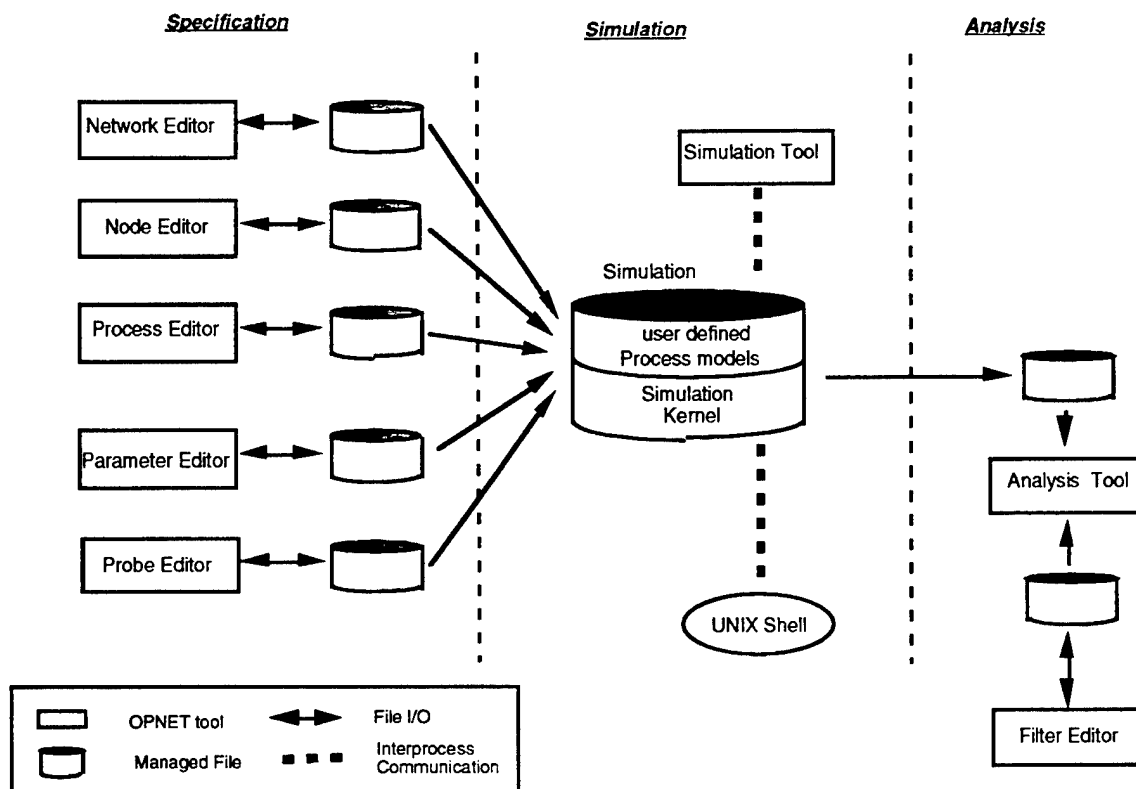 Specification
Simulation
Analysis
Network Editor
Node Editor
Process Editor
Parameter Editor
Probe Editor
Simulation Tool
Simulation
user defined
Process models
Simulation
Kernel
UNIX Shell
Analysis Tool
Filter Editor
OPNET tool
File I/O
Managed File
Interprocess
Communication